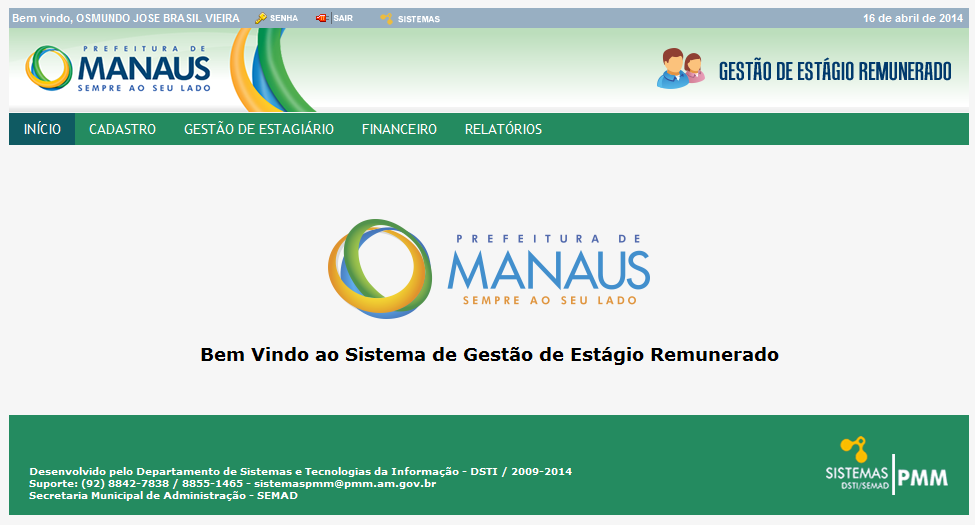 Bem vindo, OSMUNDO JOSE BRASIL VIEIRA SENHA SAIR SISTEMAS 16 de abril de 2014
PREFEITURA DE
MANAUS
SEMPRE AO SEU LADO
GESTÃO DE ESTÁGIO REMUNERADO
INÍCIO CADASTRO GESTÃO DE ESTAGIÁRIO FINANCEIRO RELATÓRIOS
PREFEITURA DE
MANAUS
SEMPRE AO SEU LADO
Bem Vindo ao Sistema de Gestão de Estágio Remunerado
Desenvolvido pelo Departamento de Sistemas e Tecnologias da Informação - DSTI / 2009-2014
Suporte: (92) 8842-7838 / 8855-1465 - sistemaspmm@pmm.am.gov.br
Secretaria Municipal de Administração - SEMAD
SISTEMAS
DSTI/SEMAD
PMM